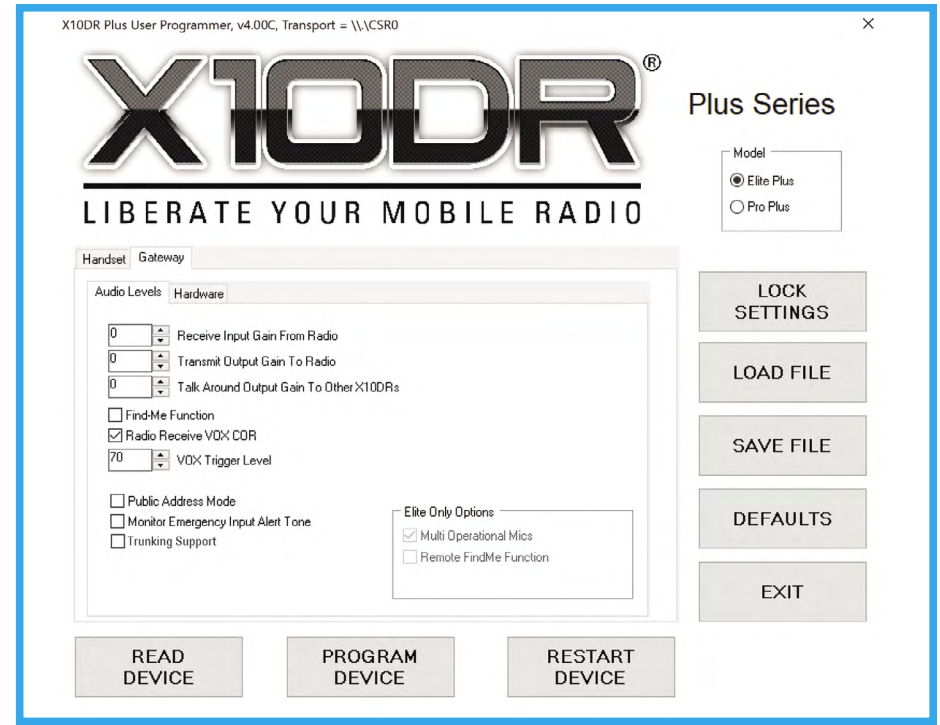 X10DR Plus User Programmer, v4.00C, Transport = \\.\CSR0
X10DR®
Plus Series
LIBERATE YOUR MOBILE RADIO
Model
Elite Plus
Pro Plus
Handset Gateway
Audio Levels Hardware
0 Receive Input Gain From Radio
0 Transmit Output Gain To Radio
0 Talk Around Output Gain To Other X10DRs
Find-Me Function
Radio Receive VOX COR
70 VOX Trigger Level
Public Address Mode
Monitor Emergency Input Alert Tone
Trunking Support
Elite Only Options
Multi Operational Mics
Remote FindMe Function
LOCK
SETTINGS
LOAD FILE
SAVE FILE
DEFAULTS
EXIT
READ
DEVICE
PROGRAM
DEVICE
RESTART
DEVICE